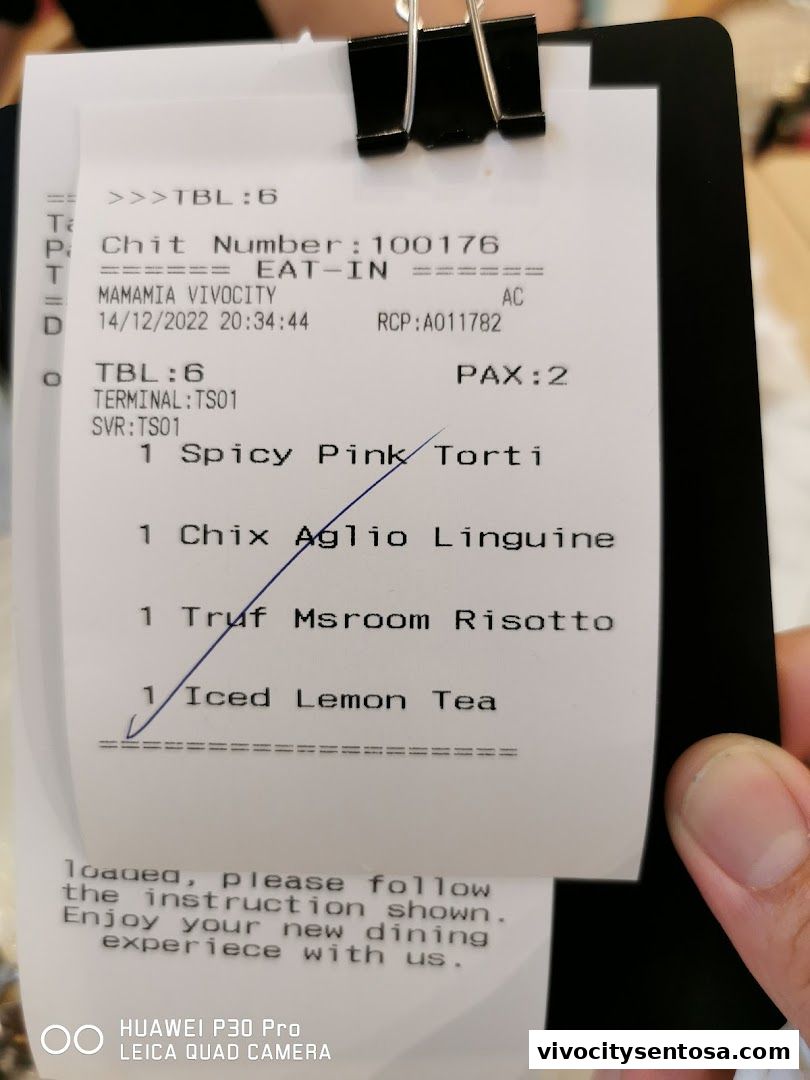 >>>TBL:6
Chit Number:100176
====== EAT-IN ======
MAMAMIA VIVOCITY AC
14/12/2022 20:34:44 RCP:A011782
TBL:6 PAX:2
TERMINAL:TS01
SVR:TS01
1 Spicy Pink Torti
1 Chix Aglio Linguine
1 Truf Msroom Risotto
1 Iced Lemon Tea
===================
loaded, please follow
the instruction shown.
Enjoy your new dining
experiece with us.
HUAWEI P30 Pro
LEICA QUAD CAMERA
vivocitysentosa.com